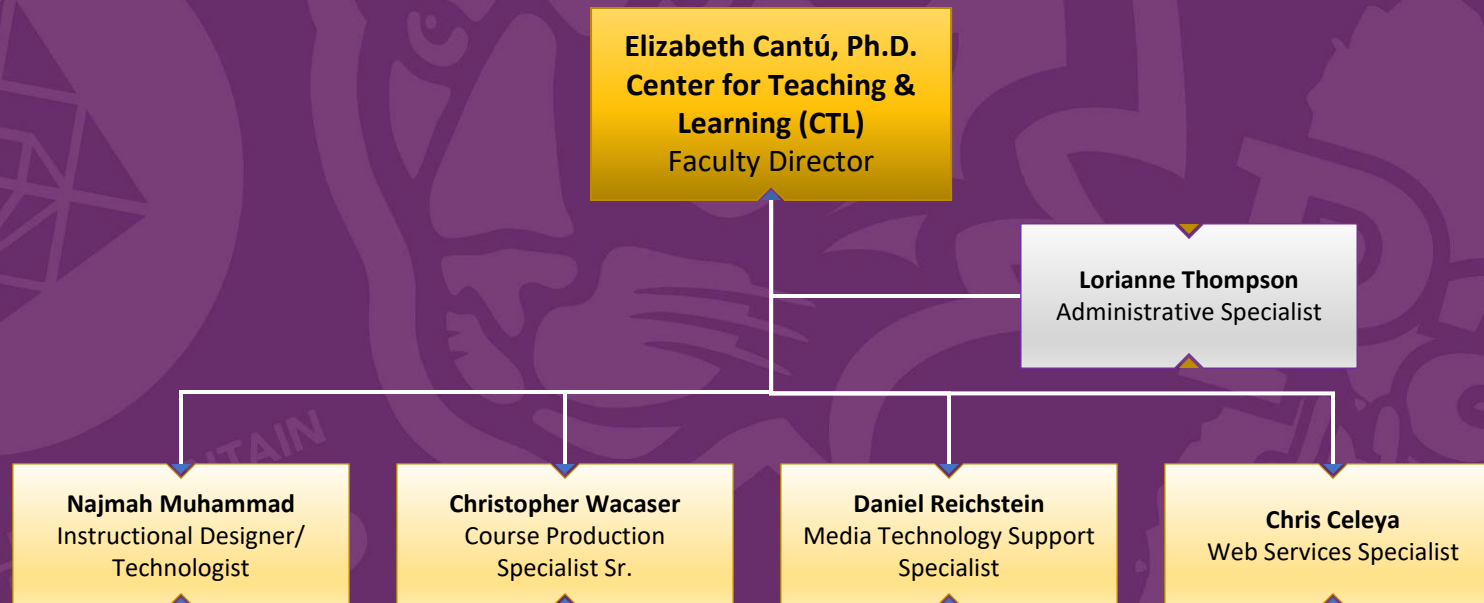 Elizabeth Cantú, Ph.D.
Center for Teaching &
Learning (CTL)
Faculty Director
Lorianne Thompson
Administrative Specialist
Najmah Muhammad
Instructional Designer/
Technologist
Christopher Wacaser
Course Production
Specialist Sr.
Daniel Reichstein
Media Technology Support
Specialist
Chris Celeya
Web Services Specialist